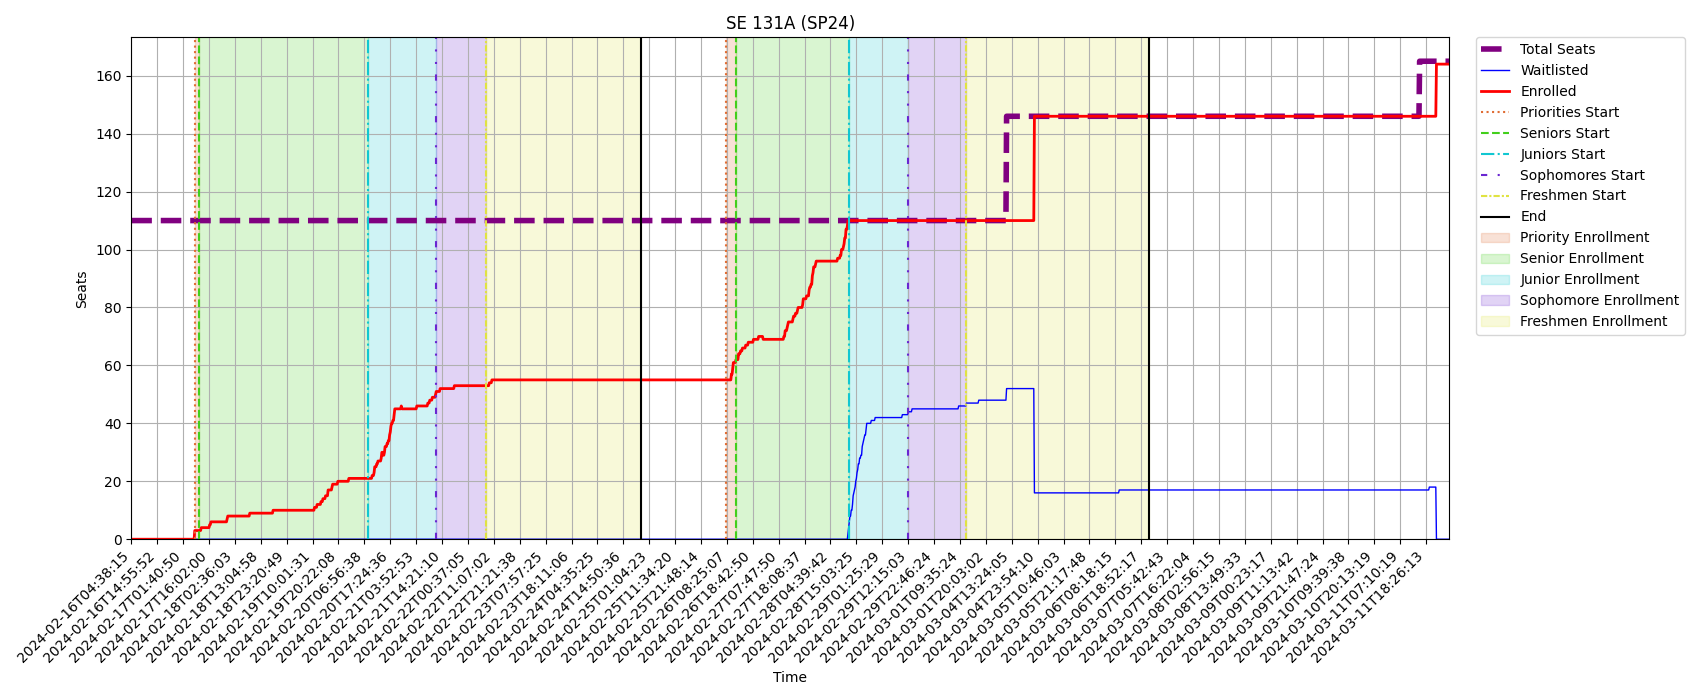 SE 131A (SP24)
Seats
160
140
120
100
80
60
40
20
0
2024-02-16T04:38:15
2024-02-16T14:55:52
2024-02-17T01:40:50
2024-02-17T16:02:00
2024-02-18T02:36:03
2024-02-18T13:04:58
2024-02-18T23:20:49
2024-02-19T10:01:31
2024-02-19T20:22:08
2024-02-20T06:56:38
2024-02-20T17:24:36
2024-02-21T03:52:53
2024-02-21T14:21:10
2024-02-22T00:37:05
2024-02-22T11:07:02
2024-02-22T21:21:38
2024-02-23T07:57:25
2024-02-23T18:11:06
2024-02-24T04:35:25
2024-02-24T14:50:36
2024-02-25T01:04:23
2024-02-25T11:34:20
2024-02-25T21:48:14
2024-02-26T08:25:07
2024-02-26T18:42:50
2024-02-27T07:47:50
2024-02-27T18:08:37
2024-02-28T04:39:42
2024-02-28T15:03:25
2024-02-29T01:25:29
2024-02-29T12:15:03
2024-02-29T22:46:24
2024-03-01T09:35:24
2024-03-01T20:03:02
2024-03-04T13:24:05
2024-03-04T23:54:10
2024-03-05T10:46:03
2024-03-05T21:17:48
2024-03-06T08:18:15
2024-03-06T18:52:17
2024-03-07T05:42:43
2024-03-07T16:22:04
2024-03-08T02:56:15
2024-03-08T13:49:33
2024-03-09T00:23:17
2024-03-09T11:13:42
2024-03-09T21:47:24
2024-03-10T09:39:38
2024-03-10T20:13:19
2024-03-11T07:10:19
2024-03-11T18:26:13
Time
Total Seats
Waitlisted
Enrolled
Priorities Start
Seniors Start
Juniors Start
Sophomores Start
Freshmen Start
End
Priority Enrollment
Senior Enrollment
Junior Enrollment
Sophomore Enrollment
Freshmen Enrollment